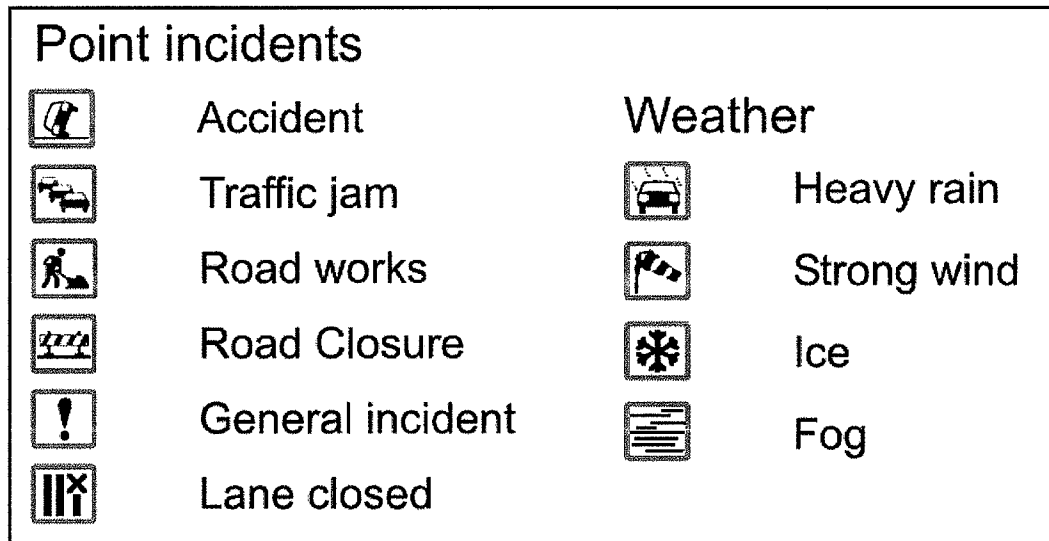 Point incidents
Accident
Traffic jam
Road works
Road Closure
General incident
Lane closed
Weather
Heavy rain
Strong wind
Ice
Fog